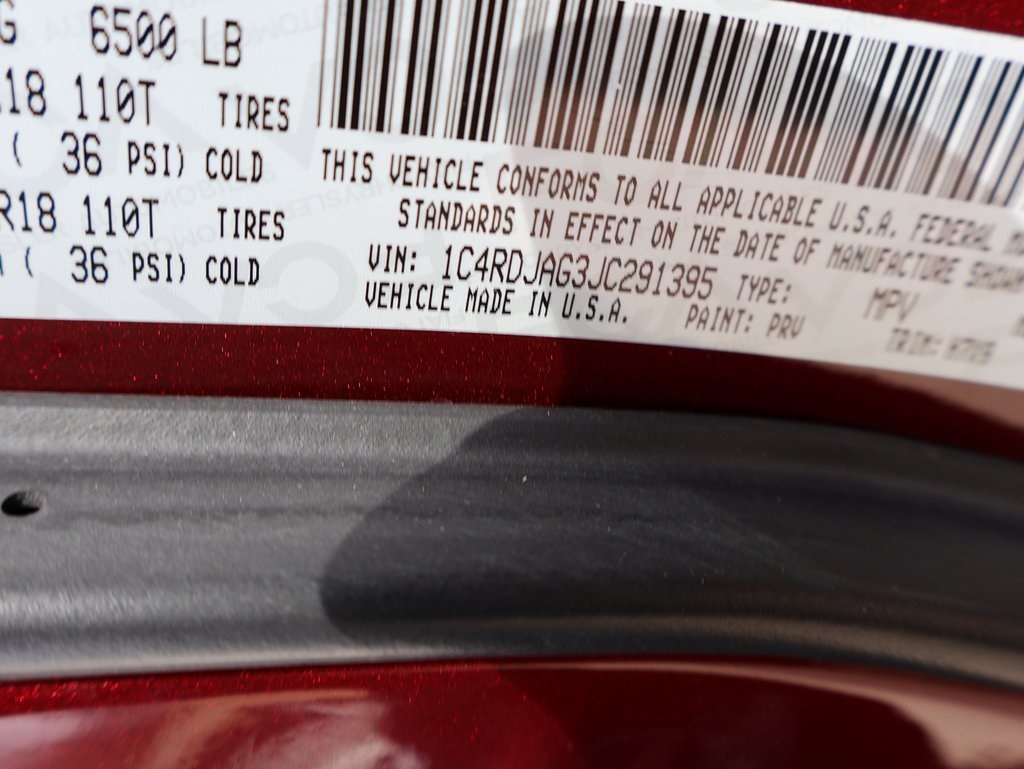 6500 LB
18 110T TIRES
( 36 PSI) COLD
R18 110T TIRES
( 36 PSI) COLD
THIS VEHICLE CONFORMS TO ALL APPLICABLE U.S.A. FEDERAL
STANDARDS IN EFFECT ON THE DATE OF MANUFACTURE SHOWN
VIN: 1C4RDJAG3JC291395 TYPE: MPV
VEHICLE MADE IN U.S.A. PAINT: PRV
TRIM: